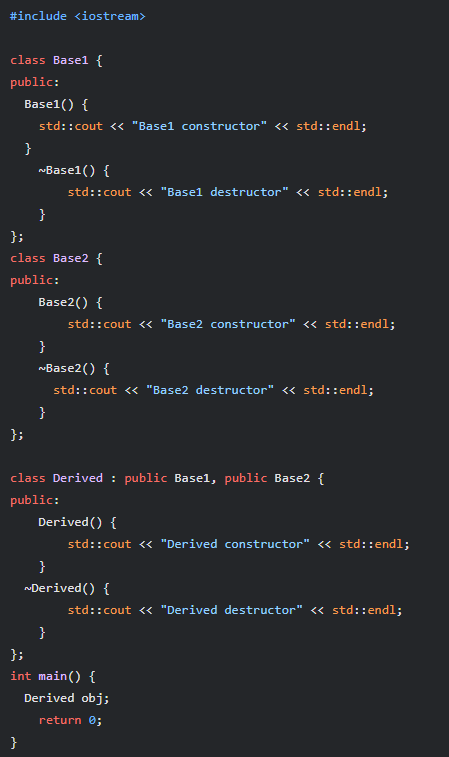 #include <iostream>

class Base1 {
public:
  Base1() {
    std::cout << "Base1 constructor" << std::endl;
  }
    ~Base1() {
        std::cout << "Base1 destructor" << std::endl;
    }
};
class Base2 {
public:
    Base2() {
        std::cout << "Base2 constructor" << std::endl;
    }
    ~Base2() {
      std::cout << "Base2 destructor" << std::endl;
    }
};

class Derived : public Base1, public Base2 {
public:
    Derived() {
        std::cout << "Derived constructor" << std::endl;
    }
  ~Derived() {
        std::cout << "Derived destructor" << std::endl;
    }
};
int main() {
  Derived obj;
    return 0;
}